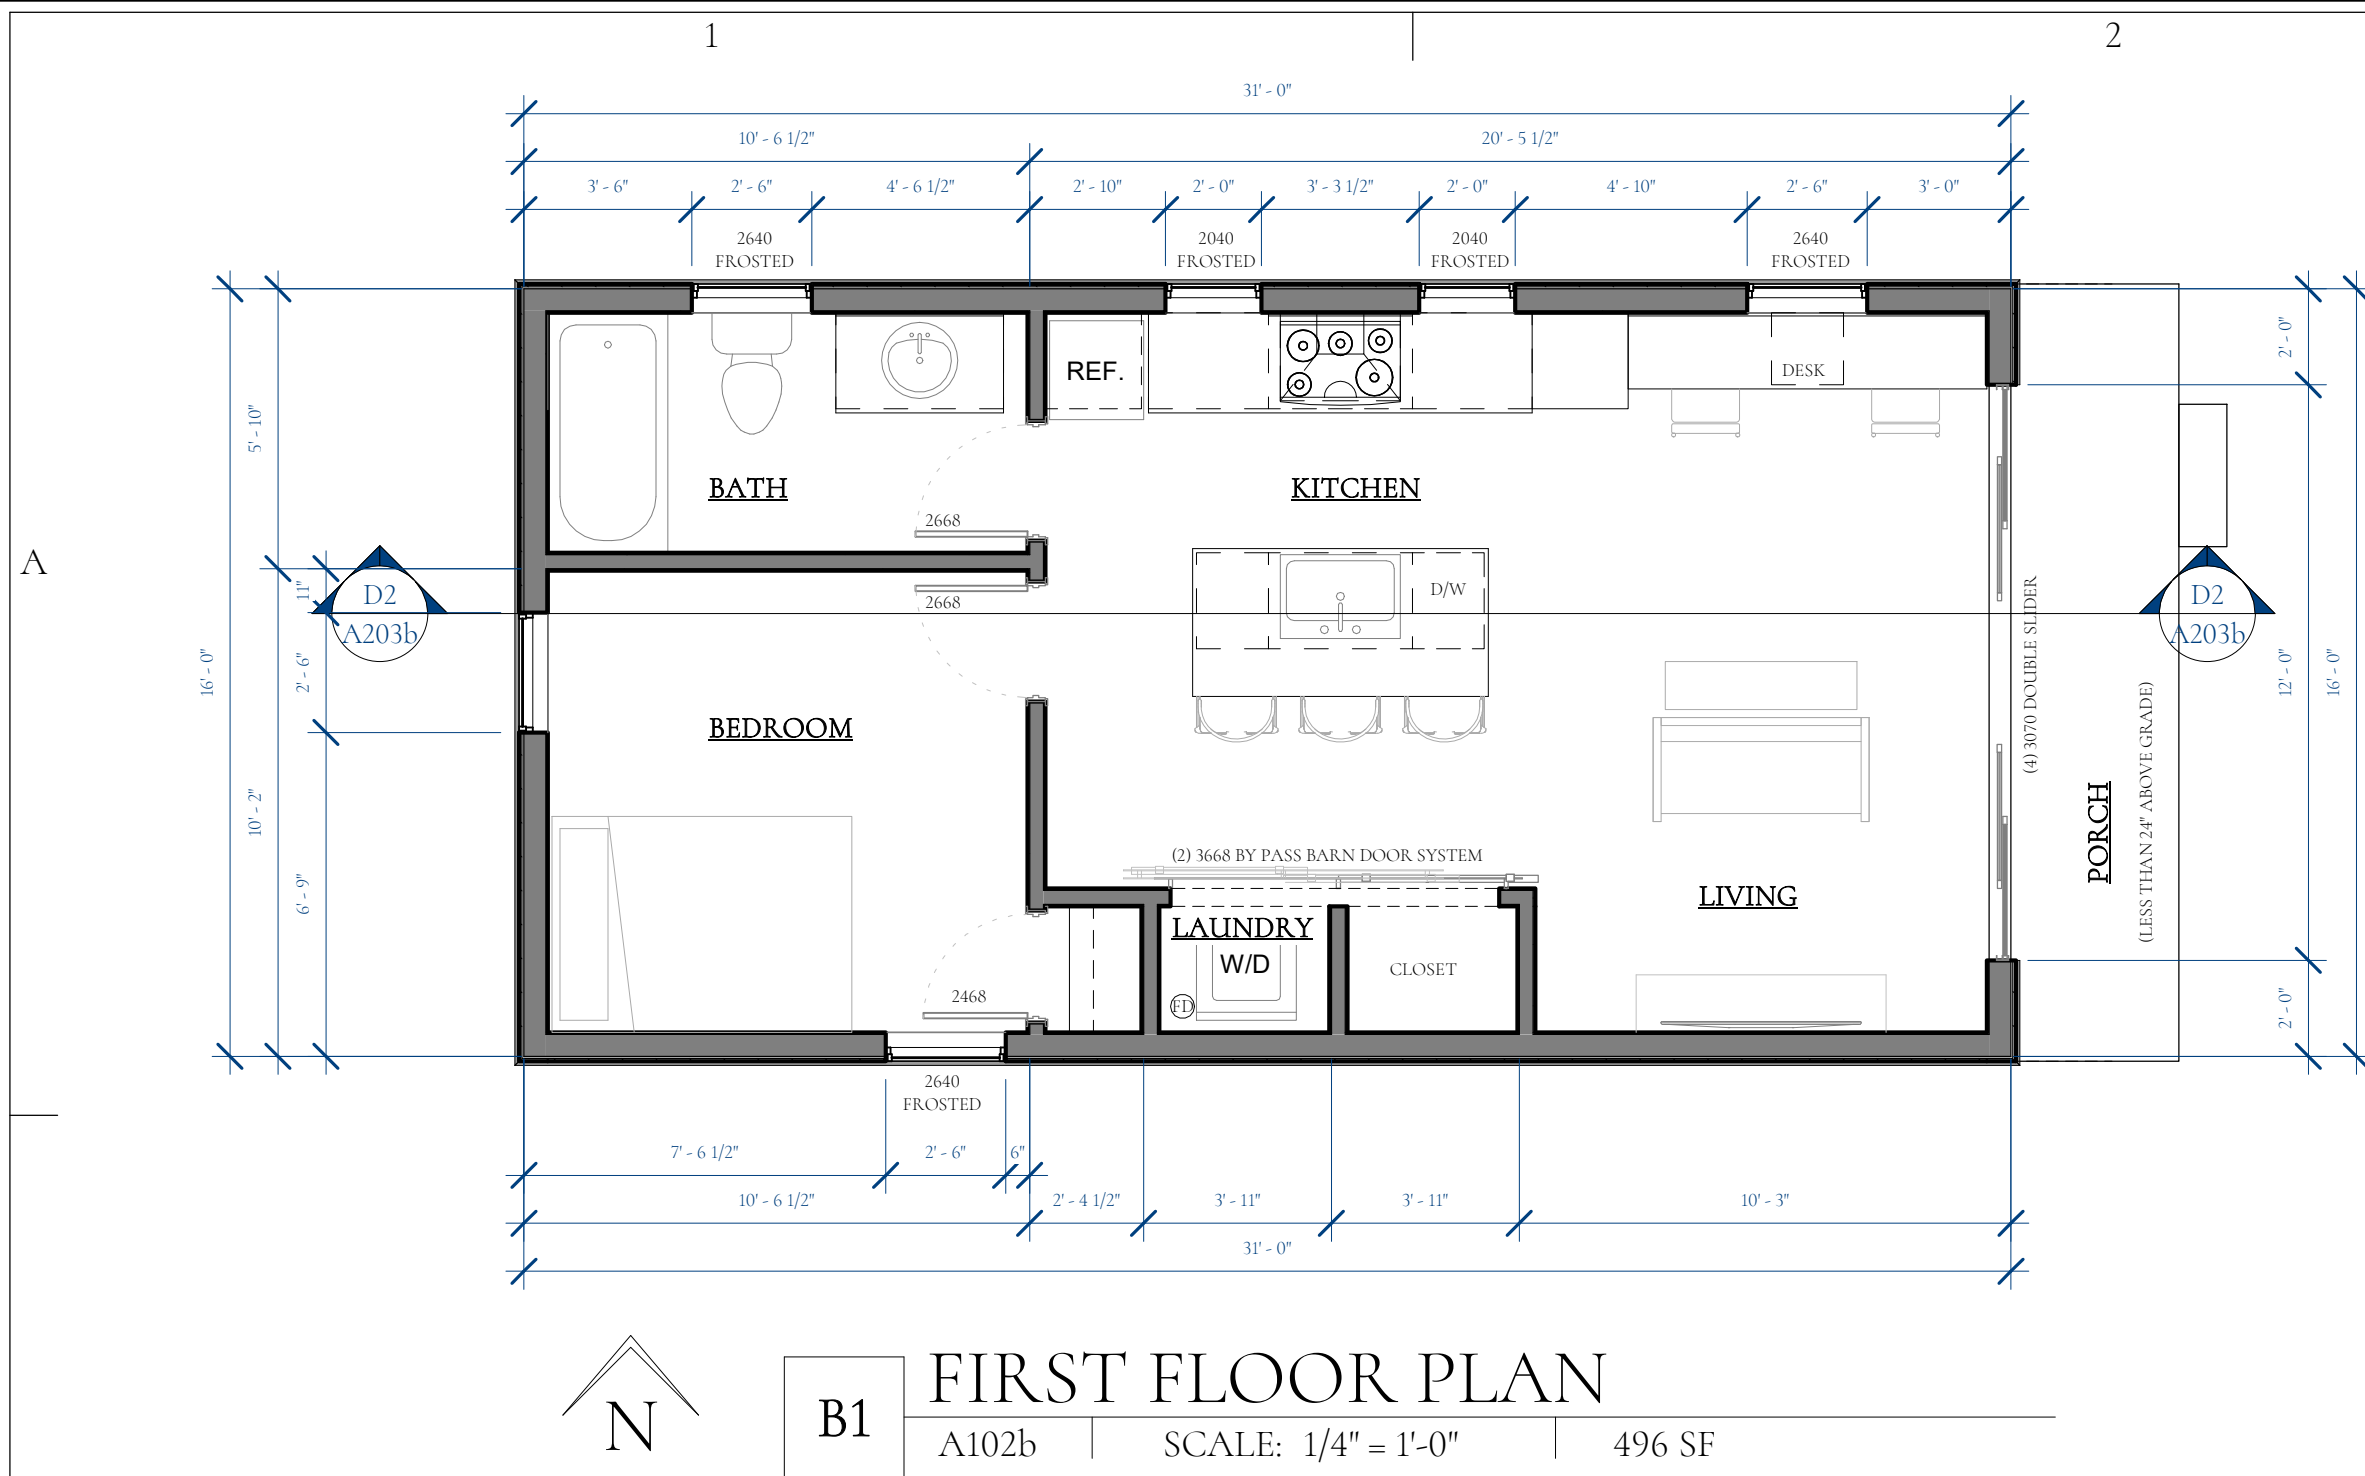 1
2
31' - 0"
10' - 6 1/2"
20' - 5 1/2"
3' - 6"
2' - 6"
4' - 6 1/2"
2' - 10"
2' - 0"
3' - 3 1/2"
2' - 0"
4' - 10"
2' - 6"
3' - 0"
2640
FROSTED
2040
FROSTED
2040
FROSTED
2640
FROSTED
A
16' - 0"
5' - 10"
10' - 2"
11"
2' - 6"
6' - 9"
D2
A203b
REF.
DESK
BATH
KITCHEN
2668
2668
D/W
BEDROOM
(2) 3668 BY PASS BARN DOOR SYSTEM
LIVING
LAUNDRY
W/D
FD
CLOSET
2468
(4) 3070 DOUBLE SLIDER
PORCH
(LESS THAN 24" ABOVE GRADE)
D2
A203b
2' - 0"
12' - 0"
2' - 0"
16' - 0"
2640
FROSTED
7' - 6 1/2"
2' - 6"
6"
10' - 6 1/2"
2' - 4 1/2"
3' - 11"
3' - 11"
10' - 3"
31' - 0"
N
B1
FIRST FLOOR PLAN
A102b
SCALE: 1/4" = 1'-0"
496 SF